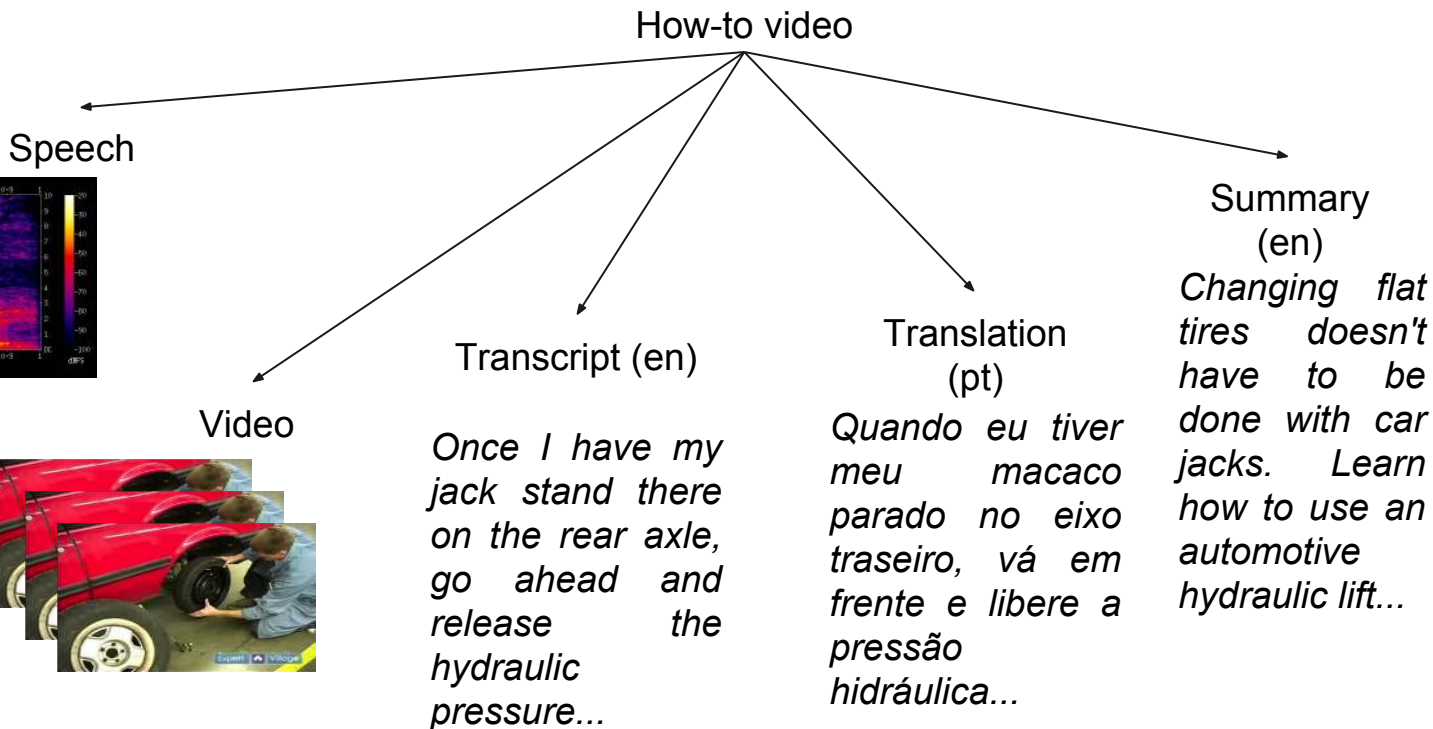 How-to video
Speech
Video
Expert Village
Transcript (en)
Once I have my
jack stand there
on the rear axle,
go ahead and
release the
hydraulic
pressure...
Translation
(pt)
Quando eu tiver
meu macaco
parado no eixo
traseiro, vá em
frente e libere a
pressão
hidráulica...
Summary
(en)
Changing flat
tires doesn't
have to be
done with car
jacks. Learn
how to use an
automotive
hydraulic lift...